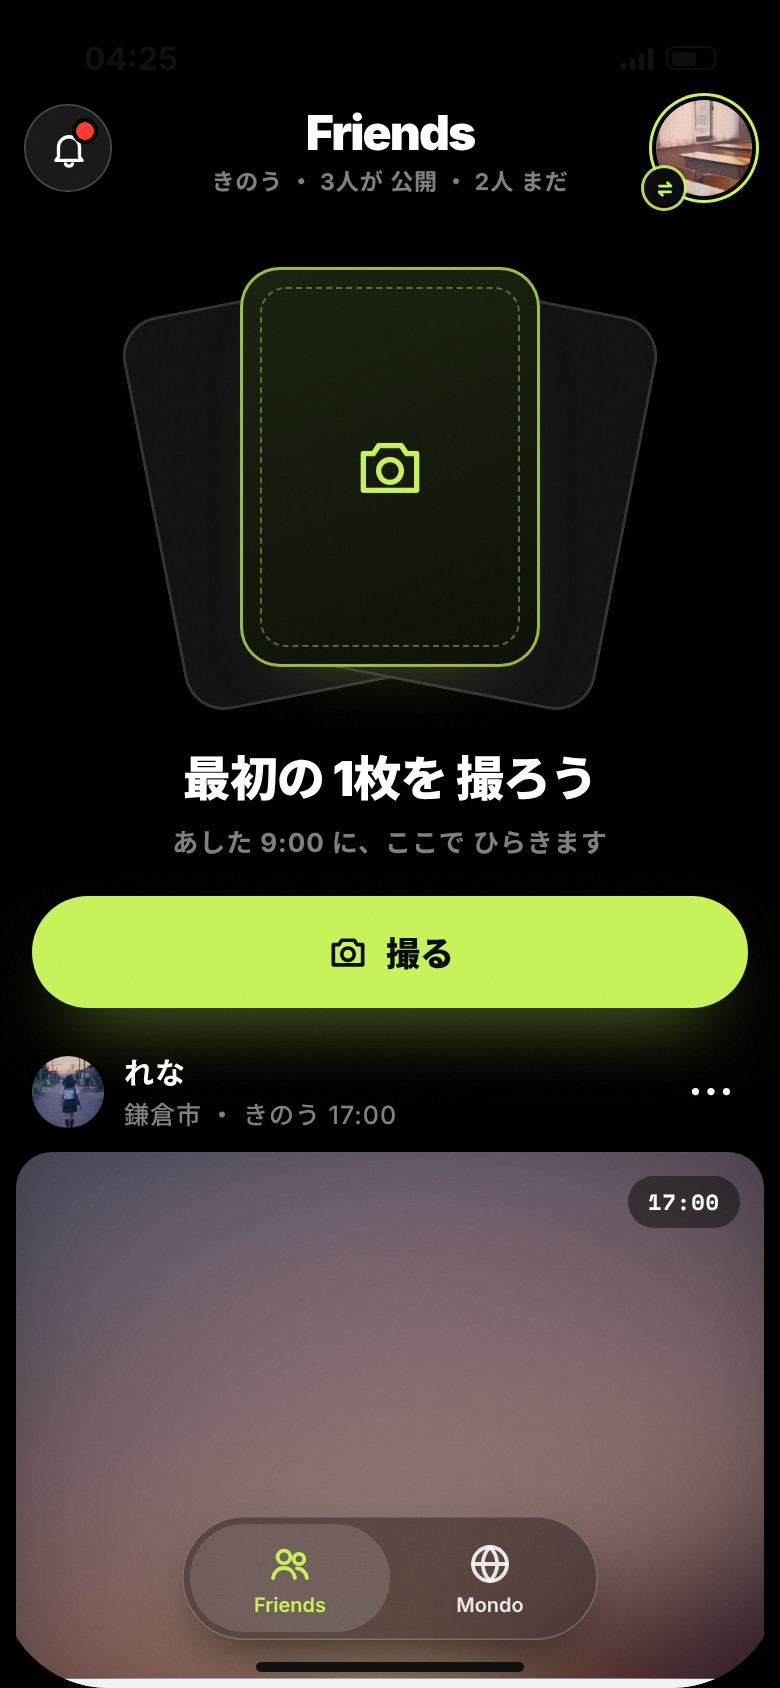 04:25
Friends
きのう ・ 3人が 公開 ・ 2人 まだ
最初の 1枚を 撮ろう
あした 9:00 に、ここで ひらきます
撮る
れな
鎌倉市 ・ きのう 17:00
17:00
Friends
Mondo